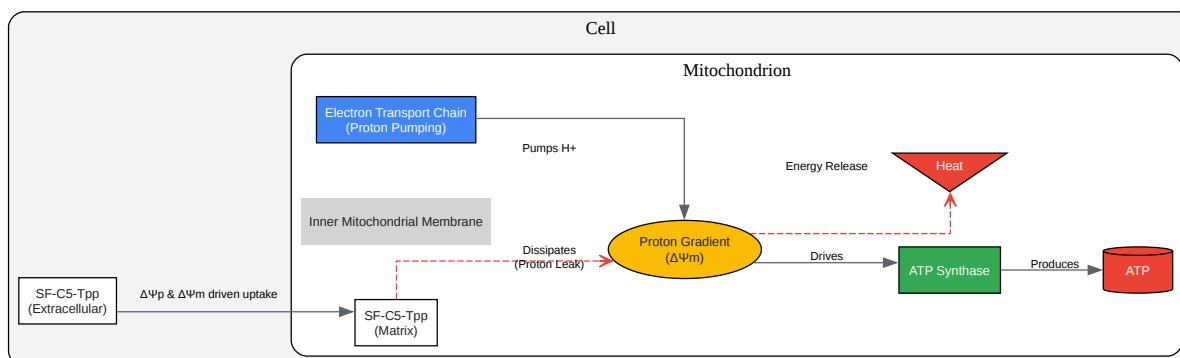 Cell
Mitochondrion
Electron Transport Chain
(Proton Pumping)
Pumps H+
Energy Release
Heat
Inner Mitochondrial Membrane
Dissipates
(Proton Leak)
Proton Gradient
(ΔΨm)
Drives
ATP Synthase
Produces
ATP
SF-C5-Tpp
(Extracellular)
ΔΨp & ΔΨm driven uptake
SF-C5-Tpp
(Matrix)